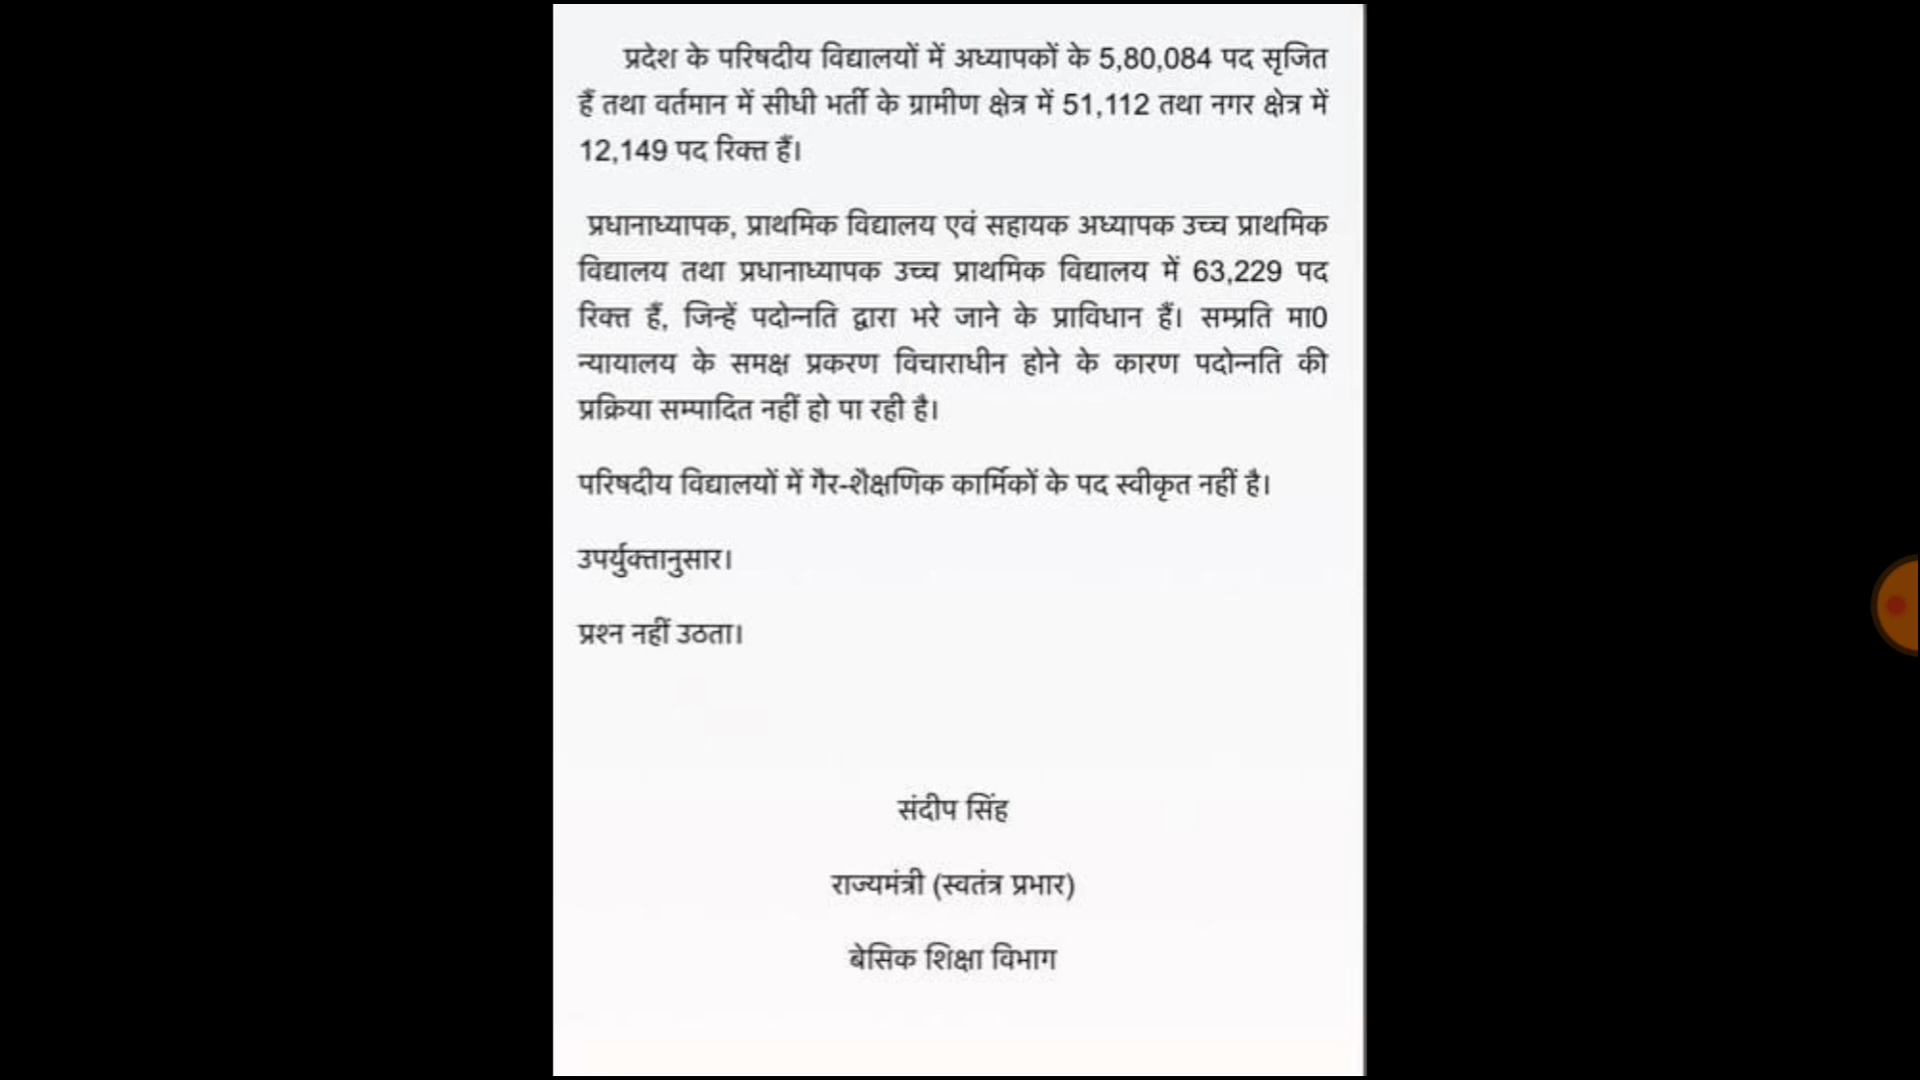 प्रदेश के परिषदीय विद्यालयों में अध्यापकों के 5,80,084 पद सृजित
हैं तथा वर्तमान में सीधी भर्ती के ग्रामीण क्षेत्र में 51,112 तथा नगर क्षेत्र में
12,149 पद रिक्त हैं।
प्रधानाध्यापक, प्राथमिक विद्यालय एवं सहायक अध्यापक उच्च प्राथमिक
विद्यालय तथा प्रधानाध्यापक उच्च प्राथमिक विद्यालय में 63,229 पद
रिक्त हैं, जिन्हें पदोन्नति द्वारा भरे जाने के प्राविधान हैं। सम्प्रति मा0
न्यायालय के समक्ष प्रकरण विचाराधीन होने के कारण पदोन्नति की
प्रक्रिया सम्पादित नहीं हो पा रही है।
परिषदीय विद्यालयों में गैर-शैक्षणिक कार्मिकों के पद स्वीकृत नहीं है।
उपर्युक्तानुसार।
प्रश्न नहीं उठता।
संदीप सिंह
राज्यमंत्री (स्वतंत्र प्रभार)
बेसिक शिक्षा विभाग